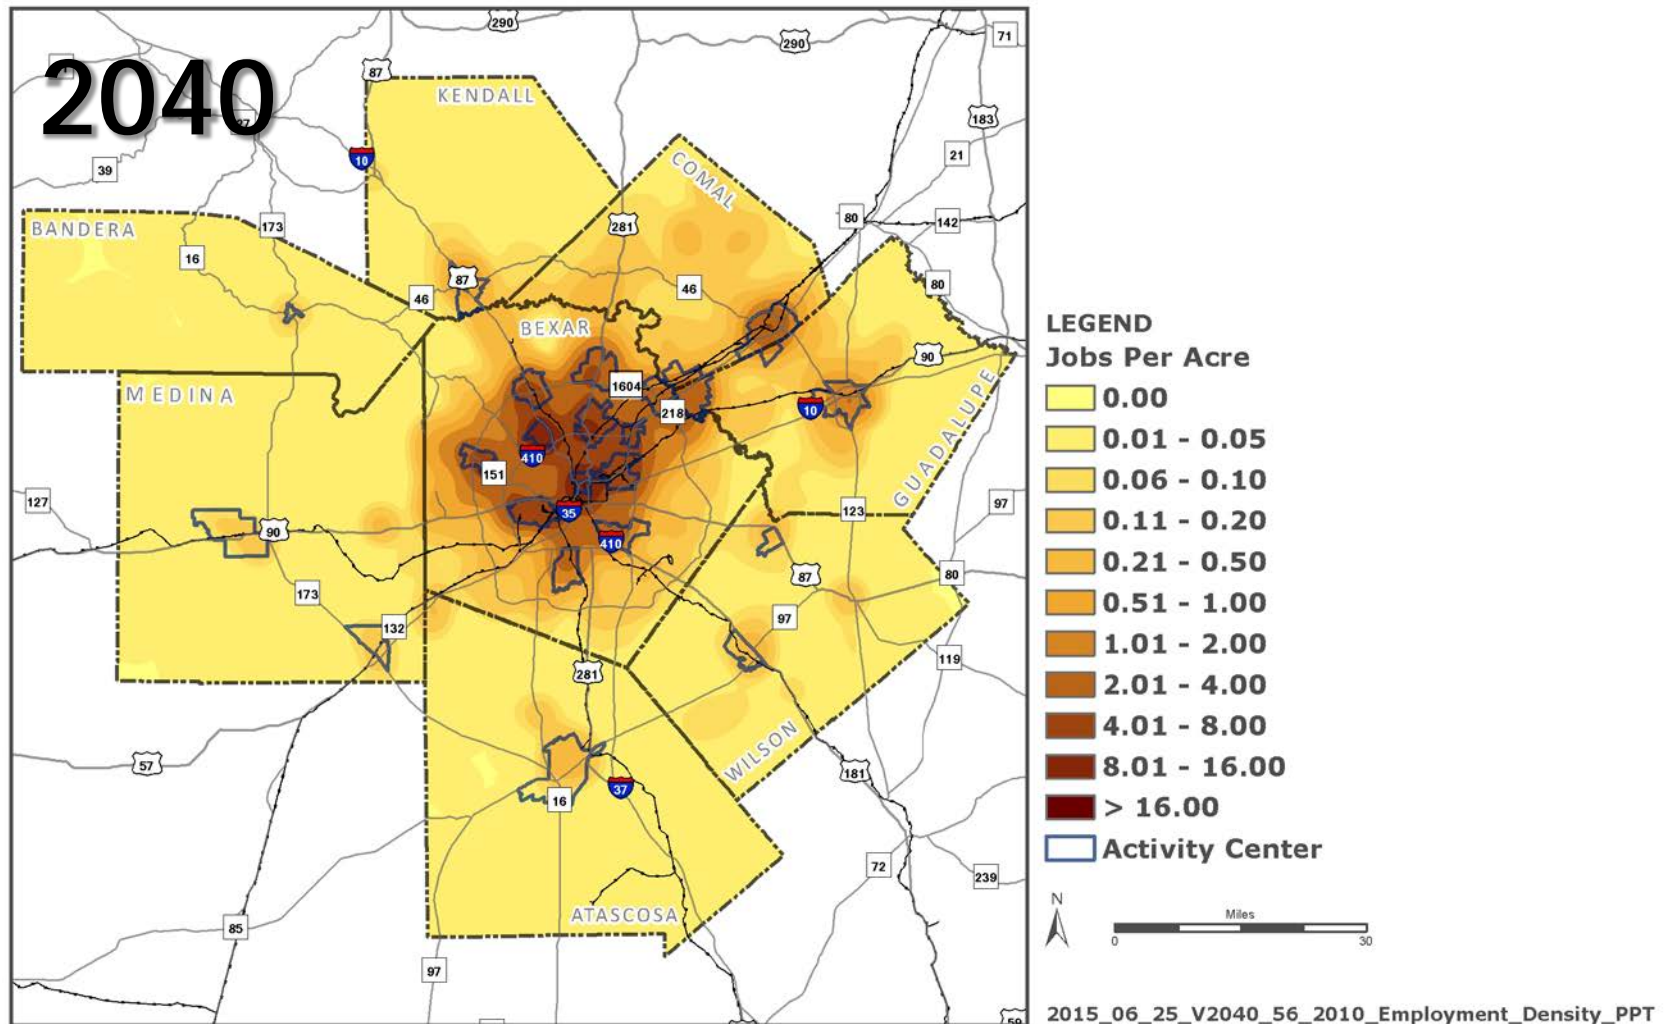 2040
290
290
71
87
KENDALL
183
10
COMAL
21
39
BANDERA
173
281
80
142
16
87
46
46
80
BEXAR
90
MEDINA
1604
218
10
GUADALUPE
410
151
127
35
90
410
123
97
87
80
173
132
97
119
281
WILSON
57
181
16
37
72
239
ATASCOSA
85
97
59
LEGEND
Jobs Per Acre
0.00
0.01 - 0.05
0.06 - 0.10
0.11 - 0.20
0.21 - 0.50
0.51 - 1.00
1.01 - 2.00
2.01 - 4.00
4.01 - 8.00
8.01 - 16.00
> 16.00
Activity Center
N
Miles
0 30
2015_06_25_V2040_56_2010_Employment_Density_PPT